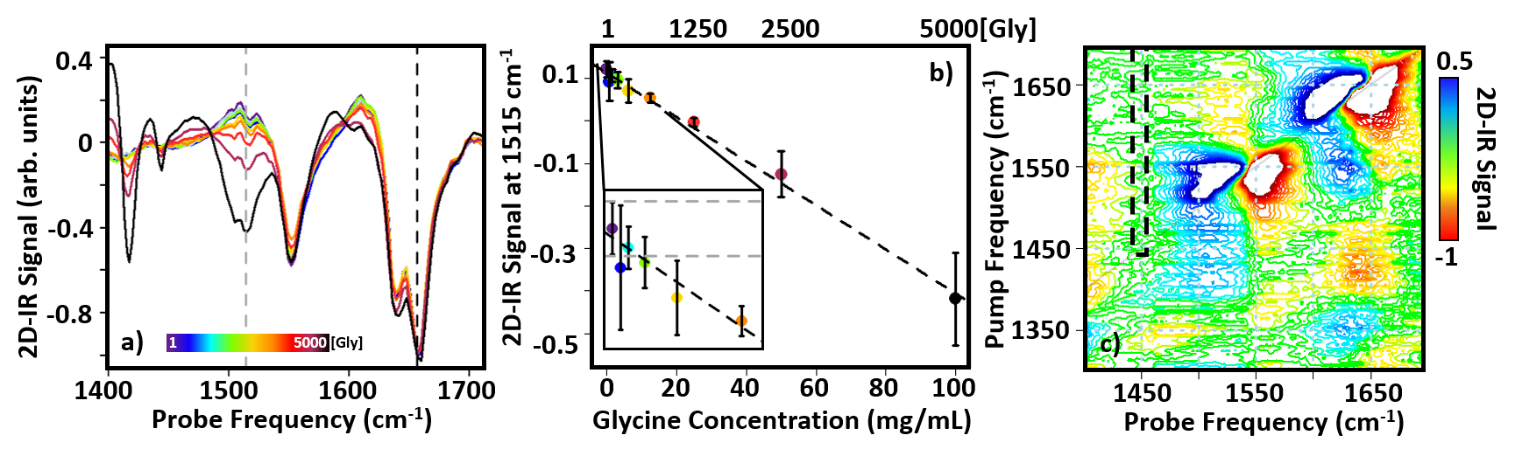 2D-IR Signal (arb. units)
0.4
0
-0.4
-0.8
a)
1
5000
[Gly]
1400
1500
1600
1700
Probe Frequency (cm-1)
1
1250
2500
5000[Gly]
2D-IR Signal at 1515 cm-1
0.1
-0.1
-0.3
-0.5
b)
0
20
40
60
80
100
Glycine Concentration (mg/mL)
Pump Frequency (cm-1)
1650
1550
1450
1350
c)
1450
1550
1650
Probe Frequency (cm-1)
0.5
-1
2D-IR Signal